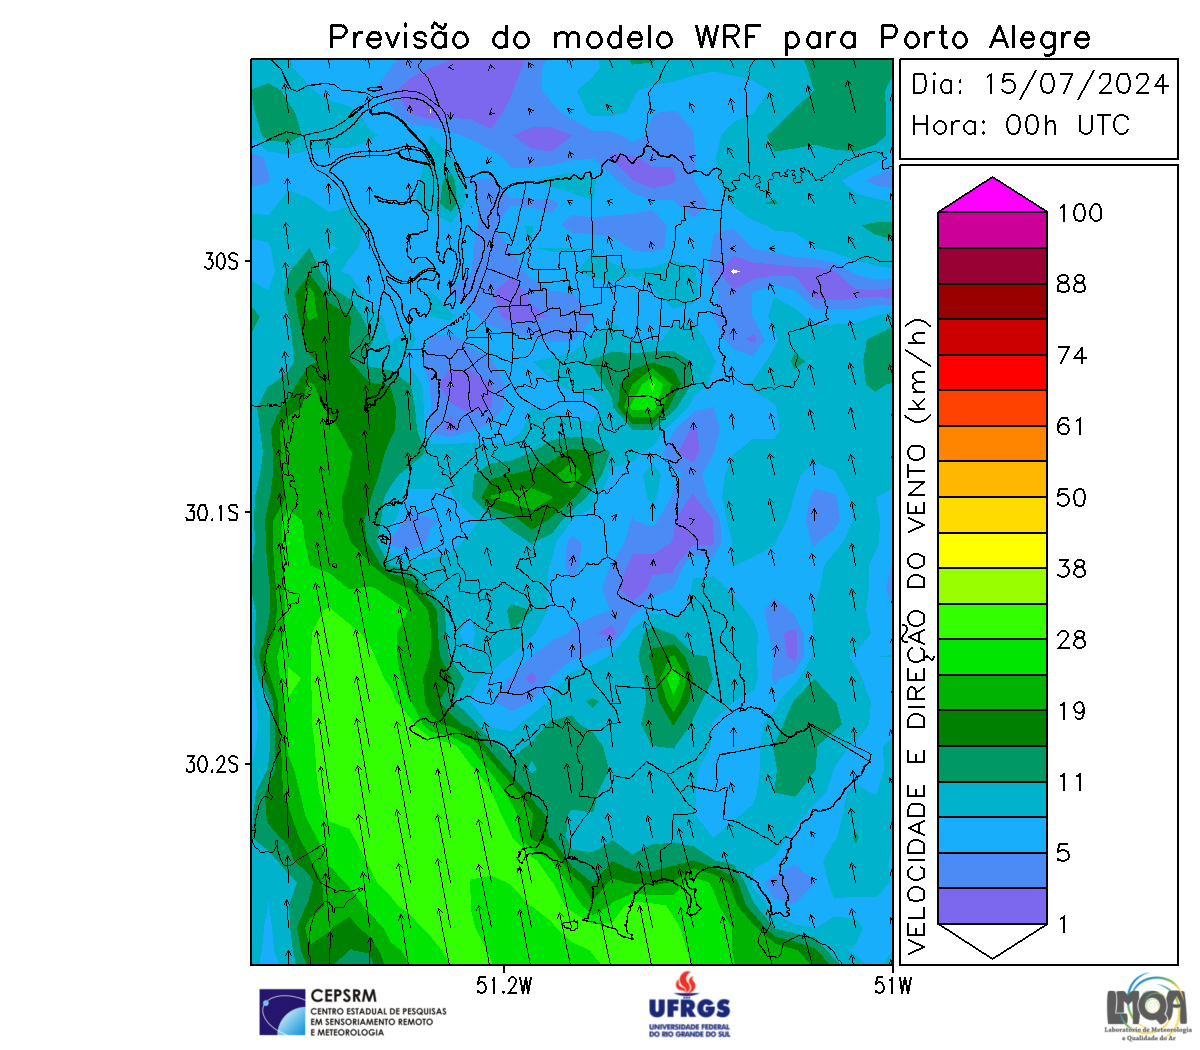 Previsão do modelo WRF para Porto Alegre
Dia: 15/07/2024
Hora: 00h UTC
30S
30.1S
30.2S
51.2W
51W
VELOCIDADE E DIREÇÃO DO VENTO (km/h)
100
88
74
61
50
38
28
19
11
5
1
CEPSRM
CENTRO ESTADUAL DE PESQUISAS
EM SENSORIAMENTO REMOTO
E METEOROLOGIA
UFRGS
UNIVERSIDADE FEDERAL
DO RIO GRANDE DO SUL
LMQA
Laboratório de Meteorologia
e Qualidade do Ar